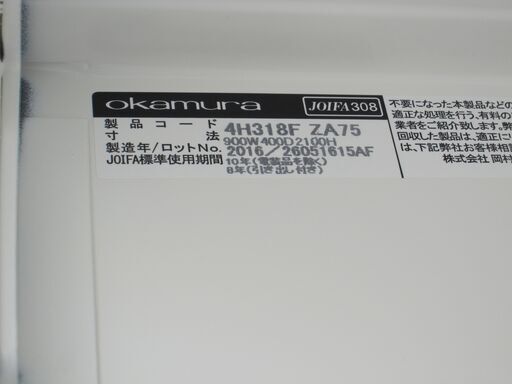 okamura JOIFA308
製品コード 4H318F ZA75
寸法 900W400D2100H
製造年/ロットNo. 2016/26051615AF
JOIFA標準使用期間 10年(電装品を除く)
8年(引き出し付き)
不要になった本製品などの
適正な処理を行う、有料の
業者をご紹介致します。弊
回収した製品は、適正に
は、下記弊社お客様相談
株式会社 岡村